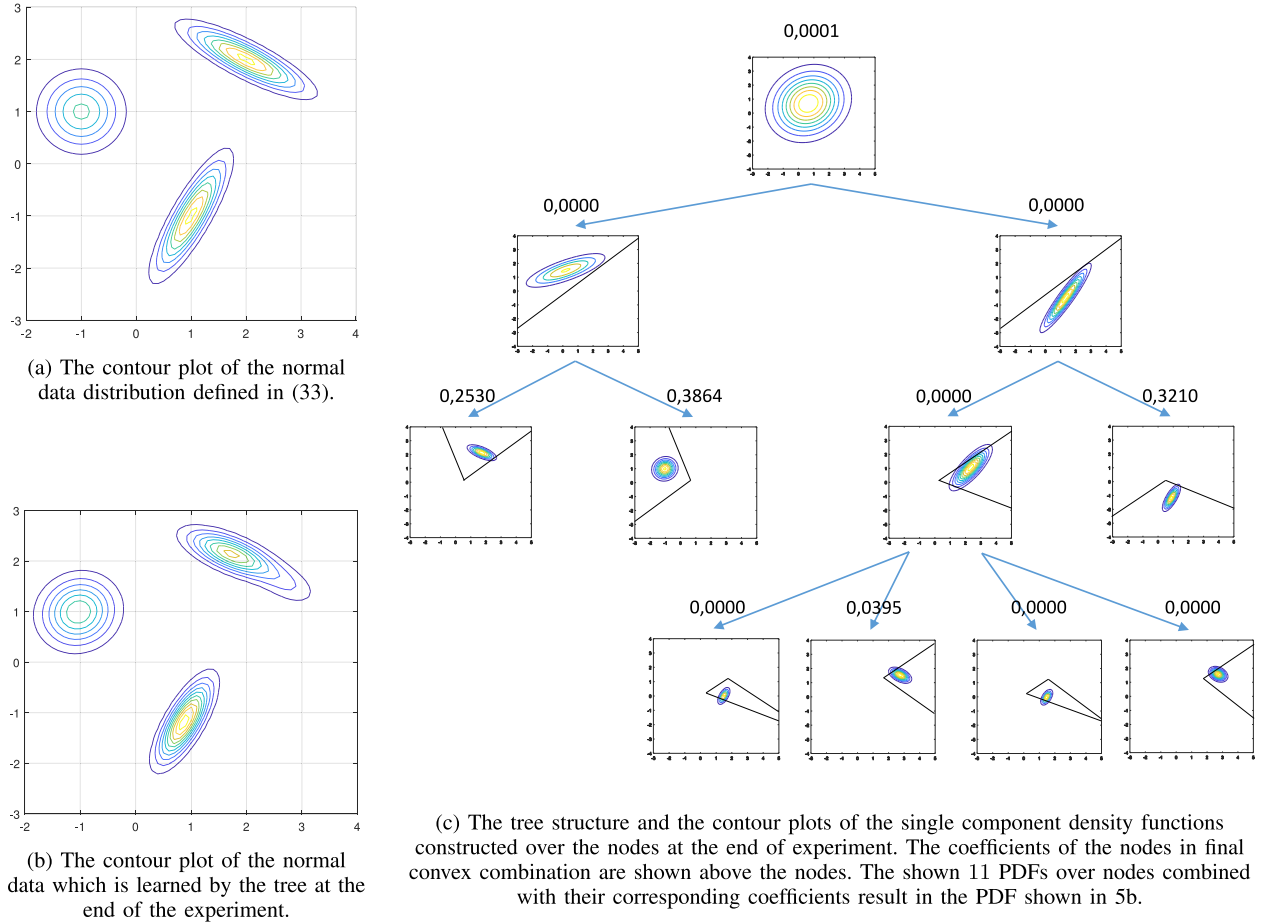 3
2
1
0
-1
-2
-3
-2 -1 0 1 2 3 4
(a) The contour plot of the normal
data distribution defined in (33).
3
2
1
0
-1
-2
-3
-2 -1 0 1 2 3 4
(b) The contour plot of the normal
data which is learned by the tree at the
end of the experiment.
0,0001
0,0000 0,0000
0,2530 0,3864 0,0000 0,3210
0,0000 0,0395 0,0000 0,0000
(c) The tree structure and the contour plots of the single component density functions
constructed over the nodes at the end of experiment. The coefficients of the nodes in final
convex combination are shown above the nodes. The shown 11 PDFs over nodes combined
with their corresponding coefficients result in the PDF shown in 5b.